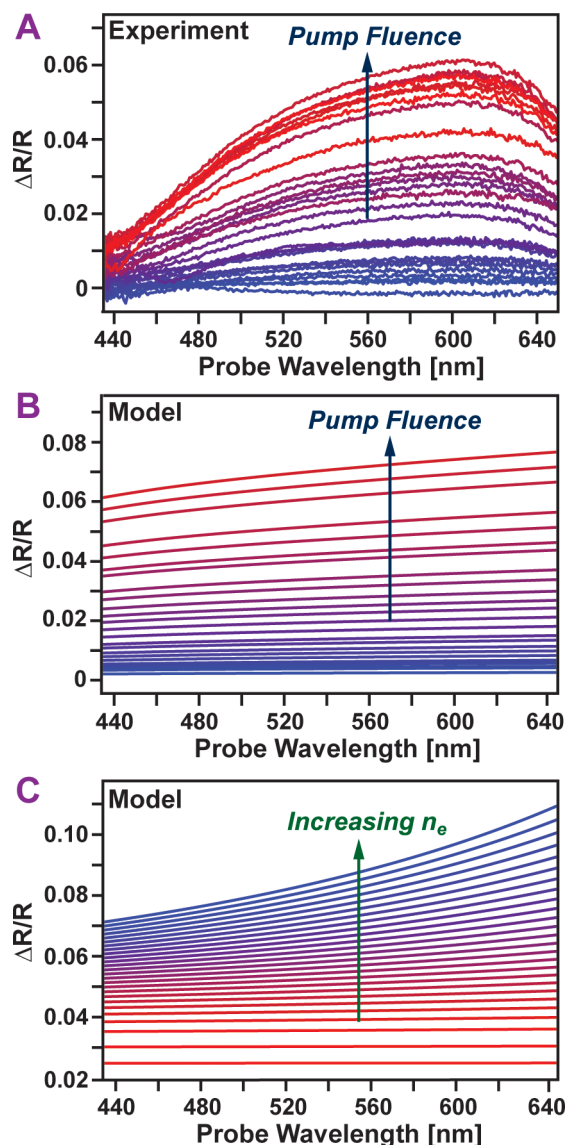 A
Experiment
Pump Fluence
0.06
0.04
0.02
0
ΔR/R
440 480 520 560 600 640
Probe Wavelength [nm]
B
Model
Pump Fluence
0.08
0.06
0.04
0.02
0
ΔR/R
440 480 520 560 600 640
Probe Wavelength [nm]
C
Model
Increasing nₑ
0.10
0.08
0.06
0.04
0.02
ΔR/R
440 480 520 560 600 640
Probe Wavelength [nm]